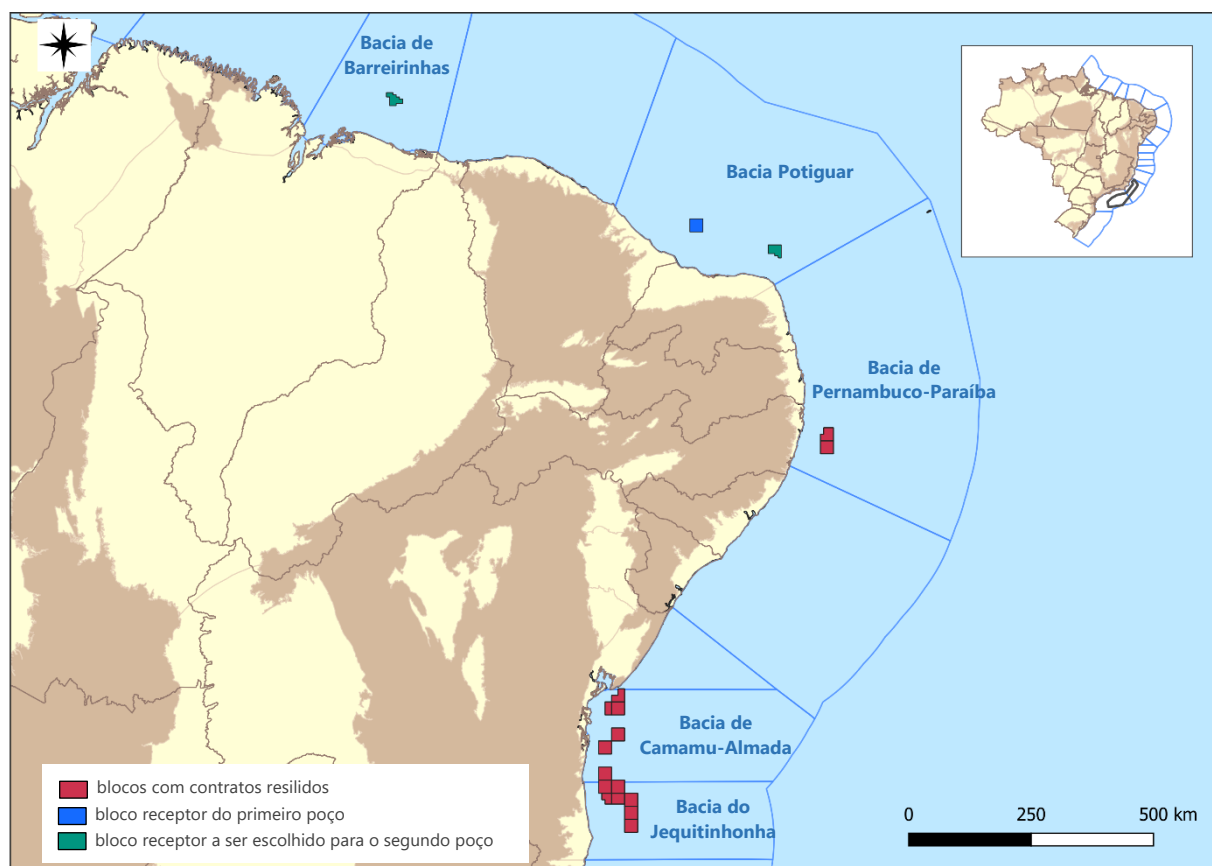 Bacia de
Barreirinhas
Bacia Potiguar
Bacia de
Pernambuco-Paraíba
Bacia de
Camamu-Almada
Bacia do
Jequitinhonha
blocos com contratos resilidos
bloco receptor do primeiro poço
bloco receptor a ser escolhido para o segundo poço
0 250 500 km